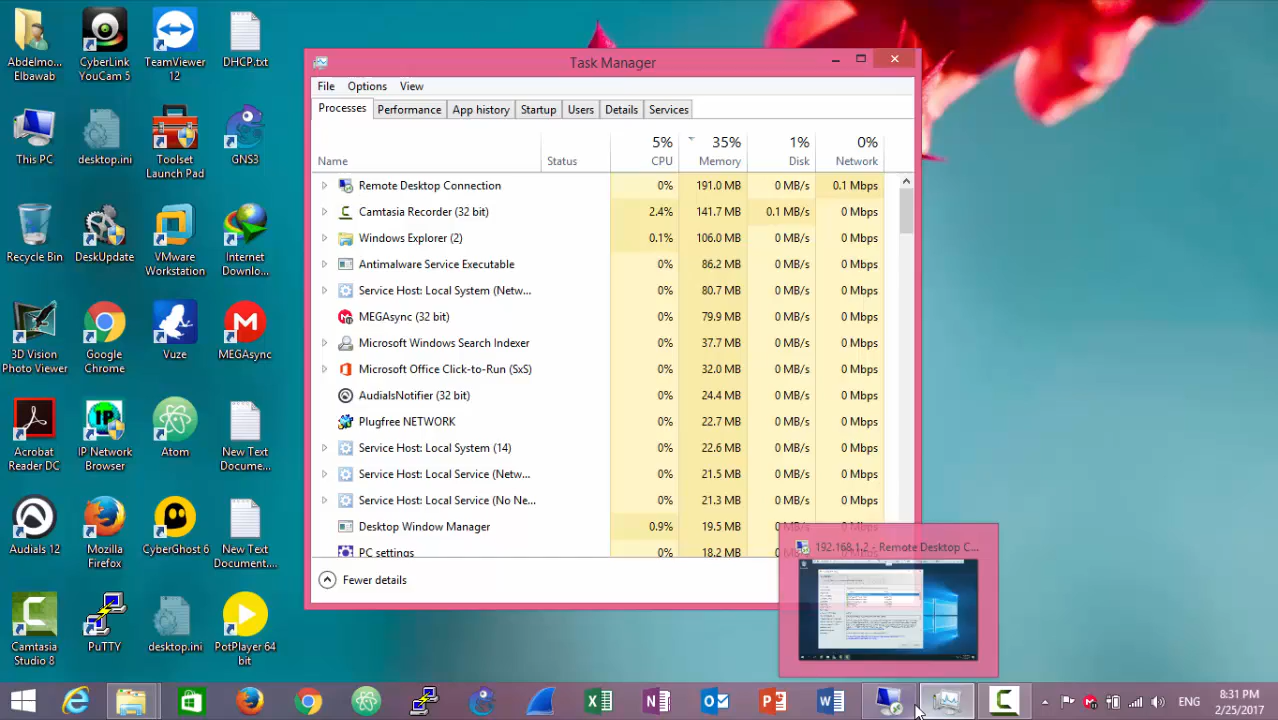 Abdelmo...
Elbawab
CyberLink
YouCam 5
TeamViewer
12
DHCP.txt
This PC
desktop.ini
Toolset
Launch Pad
GNS3
Recycle Bin
DeskUpdate
VMware
Workstation
Internet
Downlo...
3D Vision
Photo Viewer
Google
Chrome
Vuze
MEGAsync
Acrobat
Reader DC
IP Network
Browser
Atom
New Text
Docume...
Audials 12
Mozilla
Firefox
CyberGhost 6
New Text
Document....
Camtasia
Studio 8
PuTTY
desktop.ini
PotPlayer 64
bit
Task Manager
File Options View
Processes Performance App history Startup Users Details Services
5% 35% 1% 0%
Name Status CPU Memory Disk Network
Remote Desktop Connection 0% 191.0 MB 0 MB/s 0.1 Mbps
Camtasia Recorder (32 bit) 2.4% 141.7 MB 0.1 MB/s 0 Mbps
Windows Explorer (2) 0.1% 106.0 MB 0 MB/s 0 Mbps
Antimalware Service Executable 0% 86.2 MB 0 MB/s 0 Mbps
Service Host: Local System (Netw... 0% 80.7 MB 0 MB/s 0 Mbps
MEGAsync (32 bit) 0% 79.9 MB 0 MB/s 0 Mbps
Microsoft Windows Search Indexer 0% 37.7 MB 0 MB/s 0 Mbps
Microsoft Office Click-to-Run (SxS) 0% 32.0 MB 0 MB/s 0 Mbps
AudialsNotifier (32 bit) 0% 24.4 MB 0 MB/s 0 Mbps
Plugfree NETWORK 0% 22.7 MB 0 MB/s 0 Mbps
Service Host: Local System (14) 0% 22.6 MB 0 MB/s 0 Mbps
Service Host: Local Service (Netw... 0% 21.5 MB 0 MB/s 0 Mbps
Service Host: Local Service (No Ne... 0% 21.3 MB 0 MB/s 0 Mbps
Desktop Window Manager 0.9% 19.5 MB 0 MB/s 0 Mbps
PC settings 0% 18.2 MB 0 MB/s 0 Mbps
Fewer details
192.168.1.2 - Remote Desktop C...
ENG
8:31 PM
2/25/2017